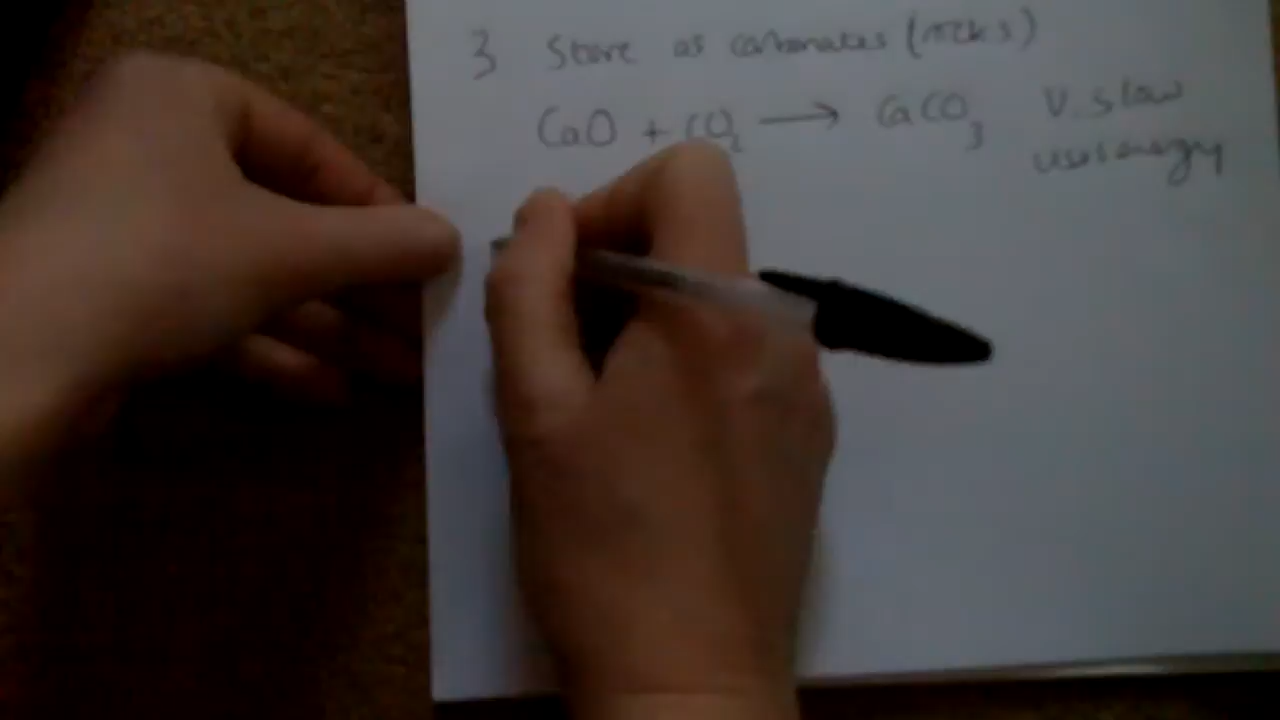 3 Store as carbonates (rocks)
CaO + CO₂ → CaCO₃ V. slow
uses energy